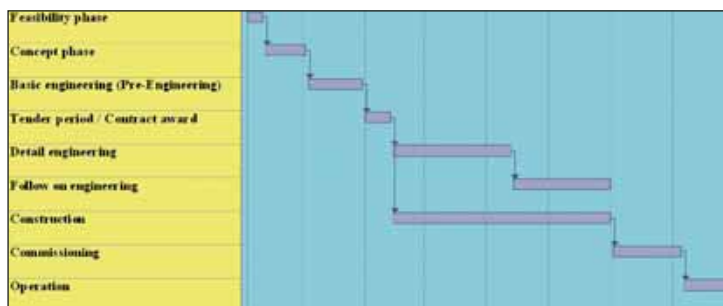 Feasibility phase
Concept phase
Basic engineering (Pre-Engineering)
Tender period / Contract award
Detail engineering
Follow on engineering
Construction
Commissioning
Operation